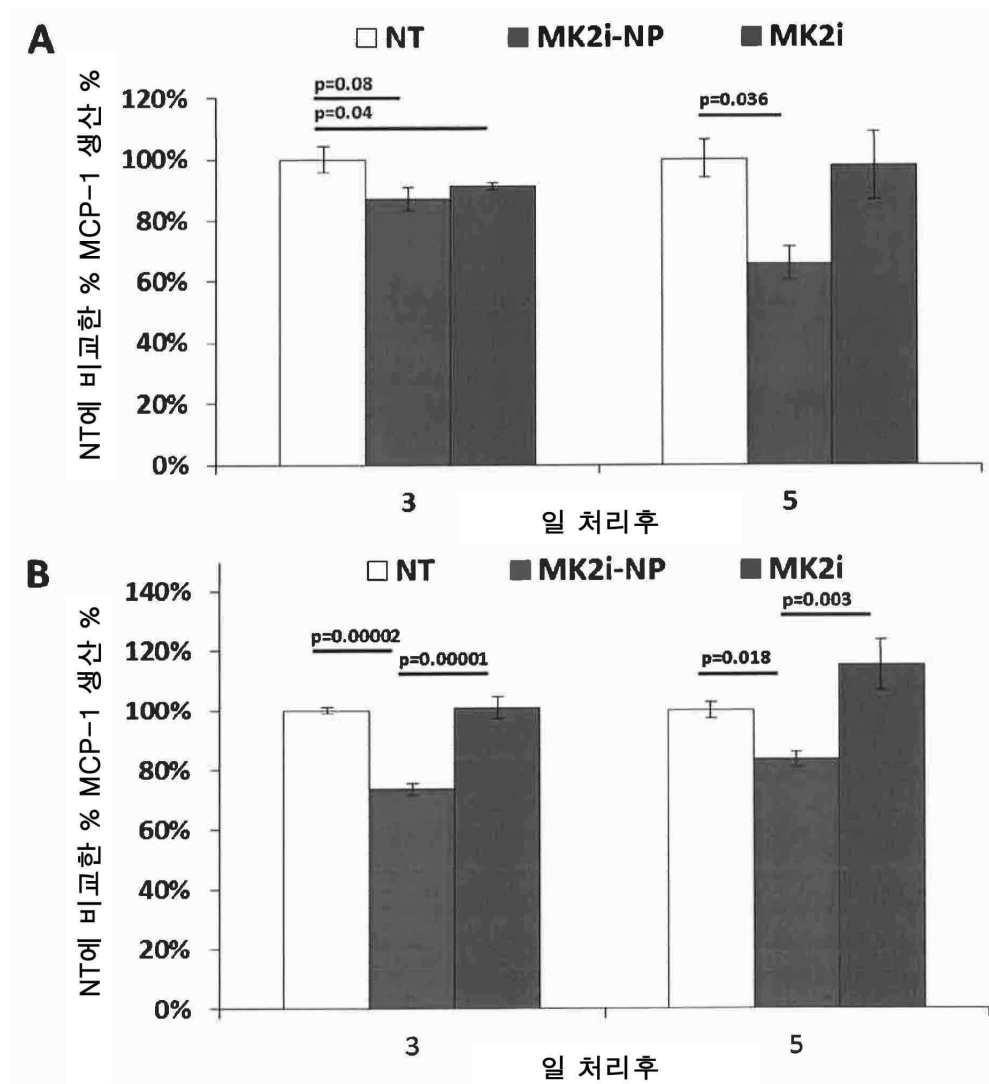 A
NT MK2i-NP MK2i
NT에 비교한 % MCP-1 생산 %
120%
100%
80%
60%
40%
20%
0%
p=0.08
p=0.04
p=0.036
3 5
일 처리후
B
NT MK2i-NP MK2i
NT에 비교한 % MCP-1 생산 %
140%
120%
100%
80%
60%
40%
20%
0%
p=0.00002
p=0.00001
p=0.018
p=0.003
3 5
일 처리후